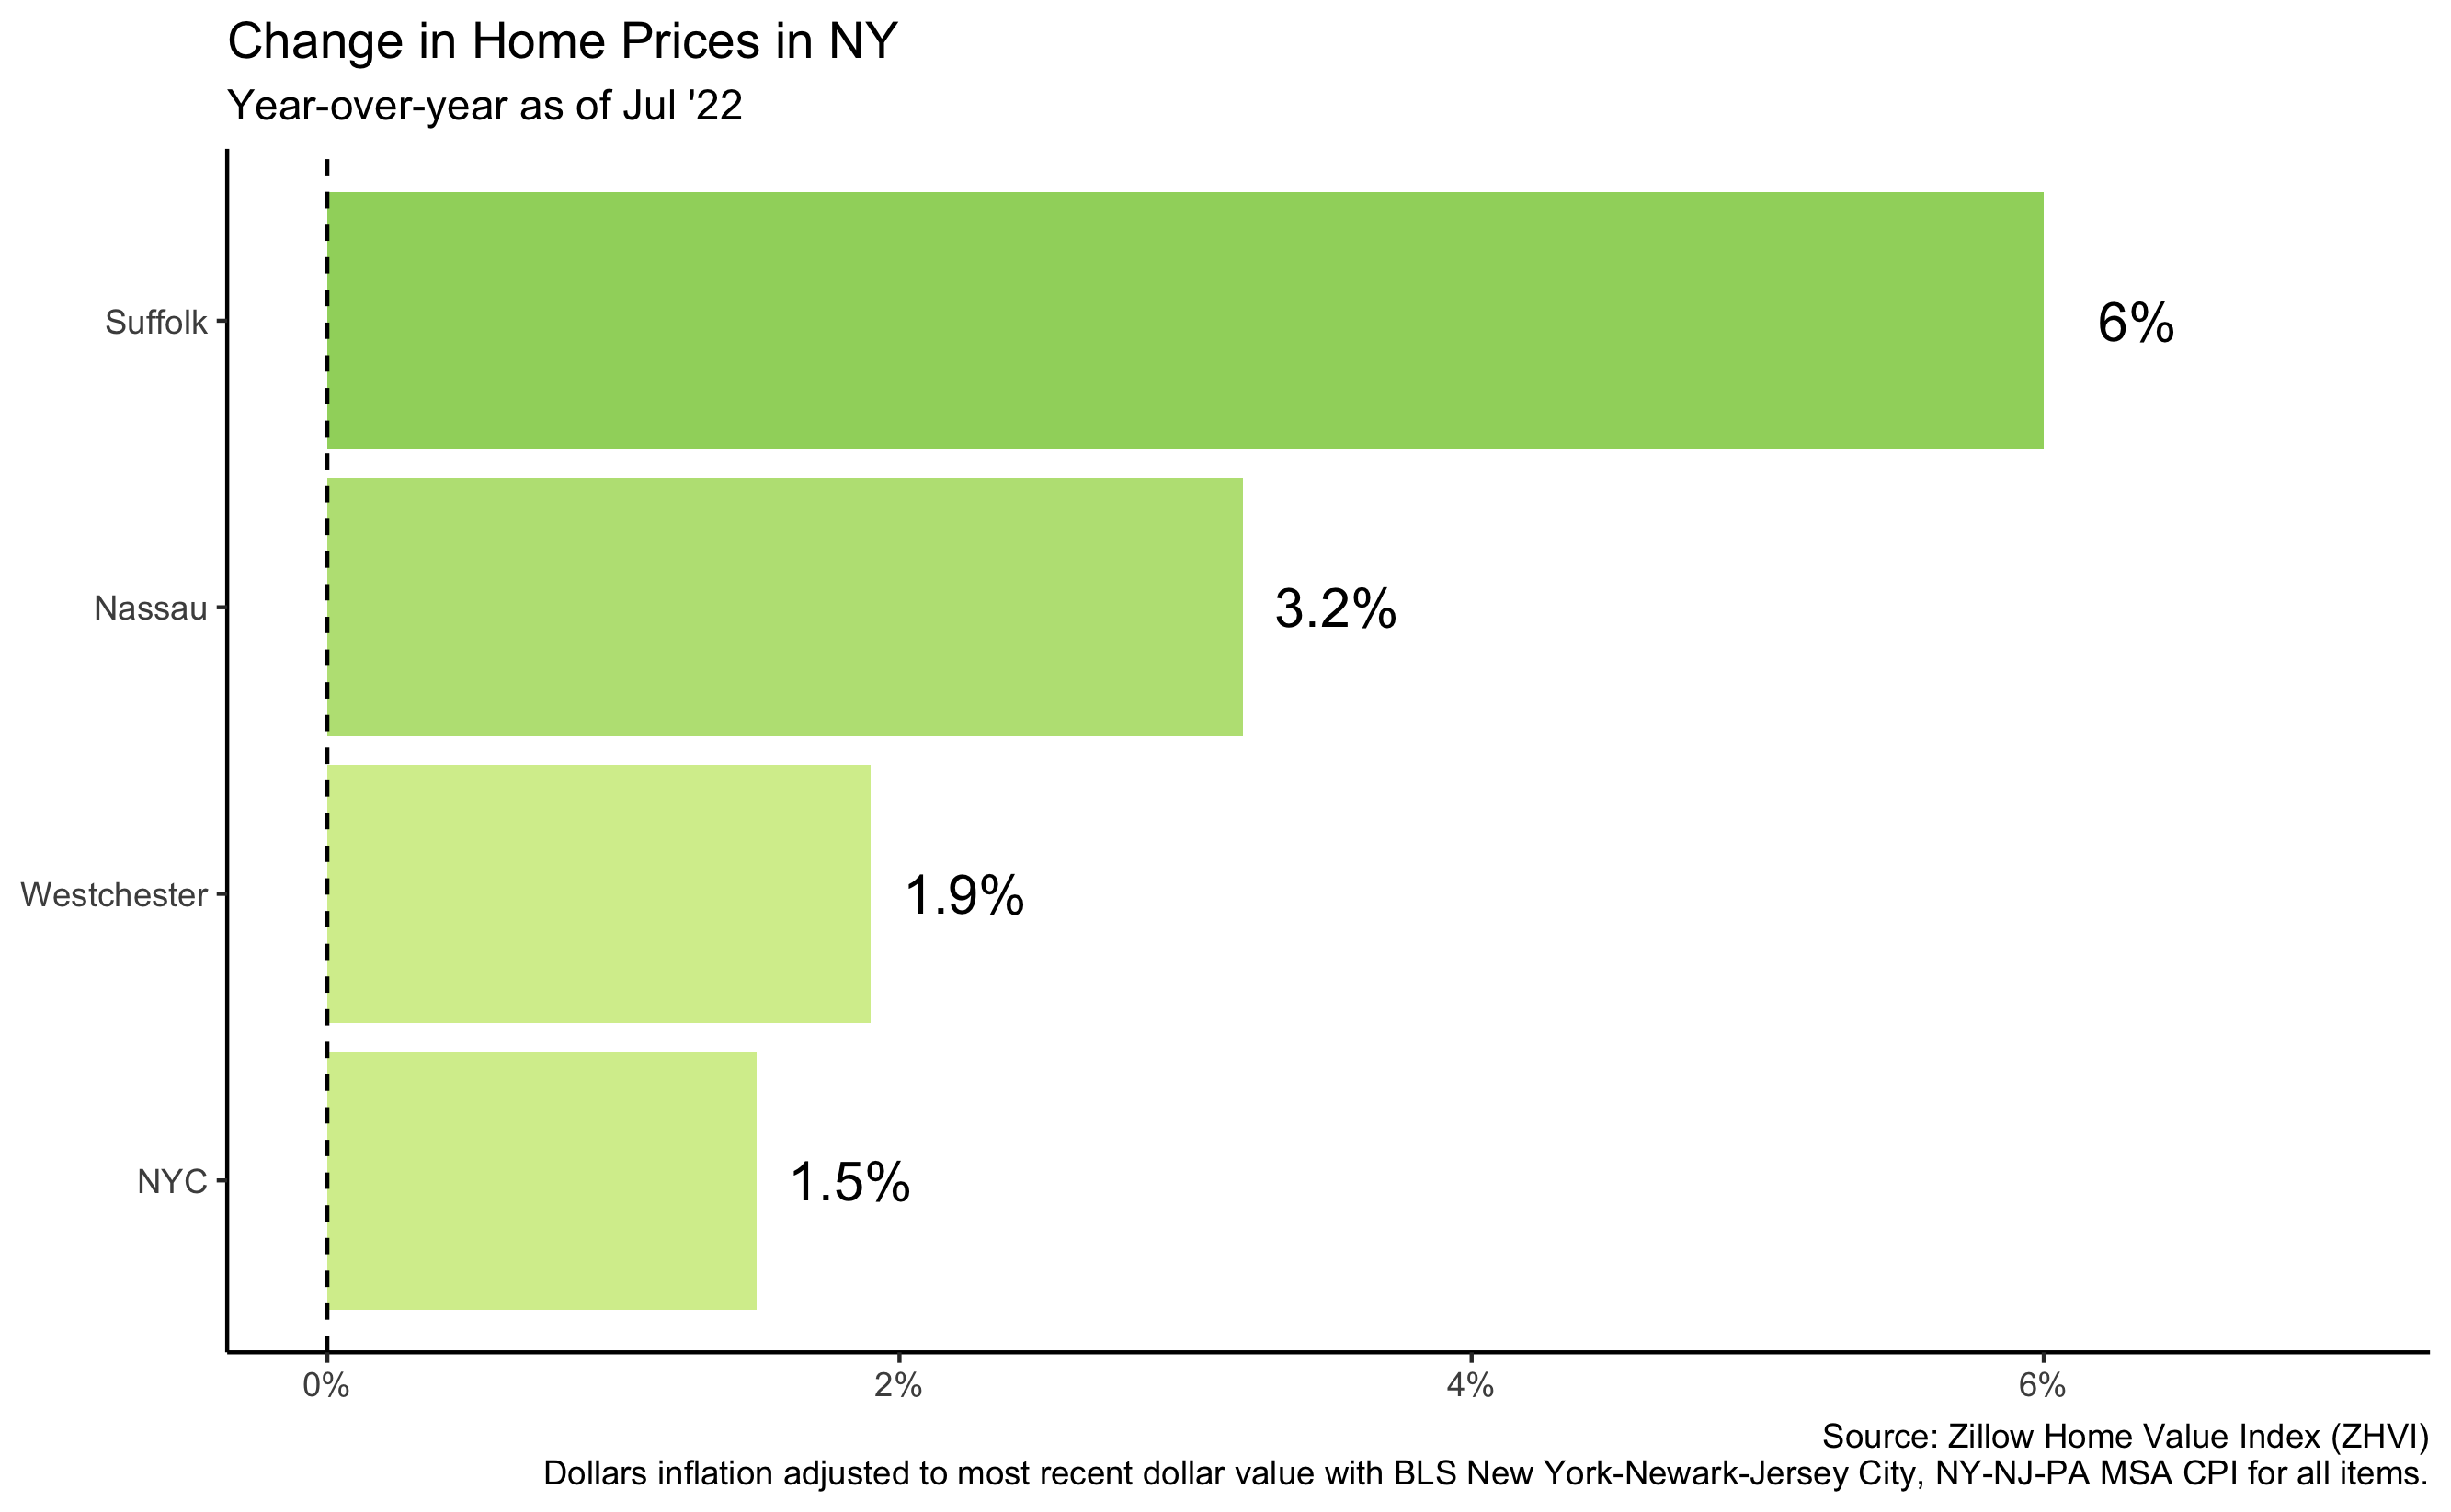 Change in Home Prices in NY
Year-over-year as of Jul '22
Suffolk
6%
Nassau
3.2%
Westchester
1.9%
NYC
1.5%
0%
2%
4%
6%
Source: Zillow Home Value Index (ZHVI)
Dollars inflation adjusted to most recent dollar value with BLS New York-Newark-Jersey City, NY-NJ-PA MSA CPI for all items.